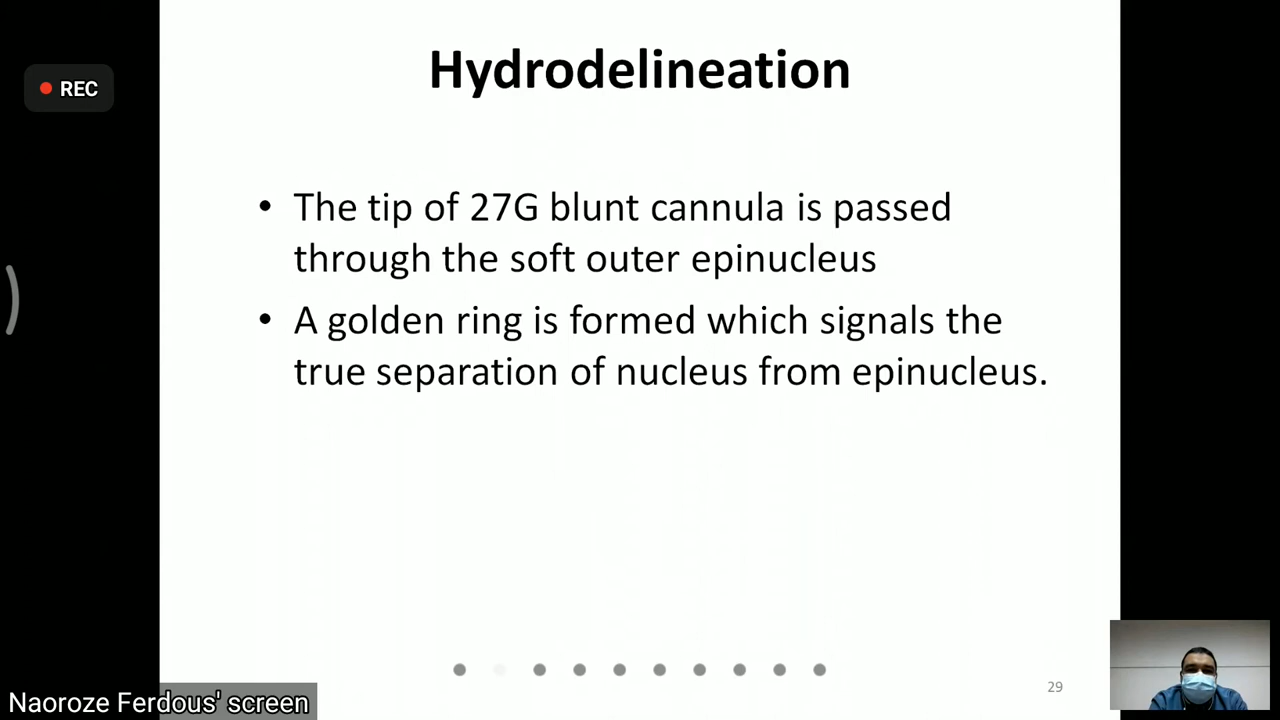 Hydrodelineation
REC
• The tip of 27G blunt cannula is passed
through the soft outer epinucleus
• A golden ring is formed which signals the
true separation of nucleus from epinucleus.
29
Naoroze Ferdous' screen